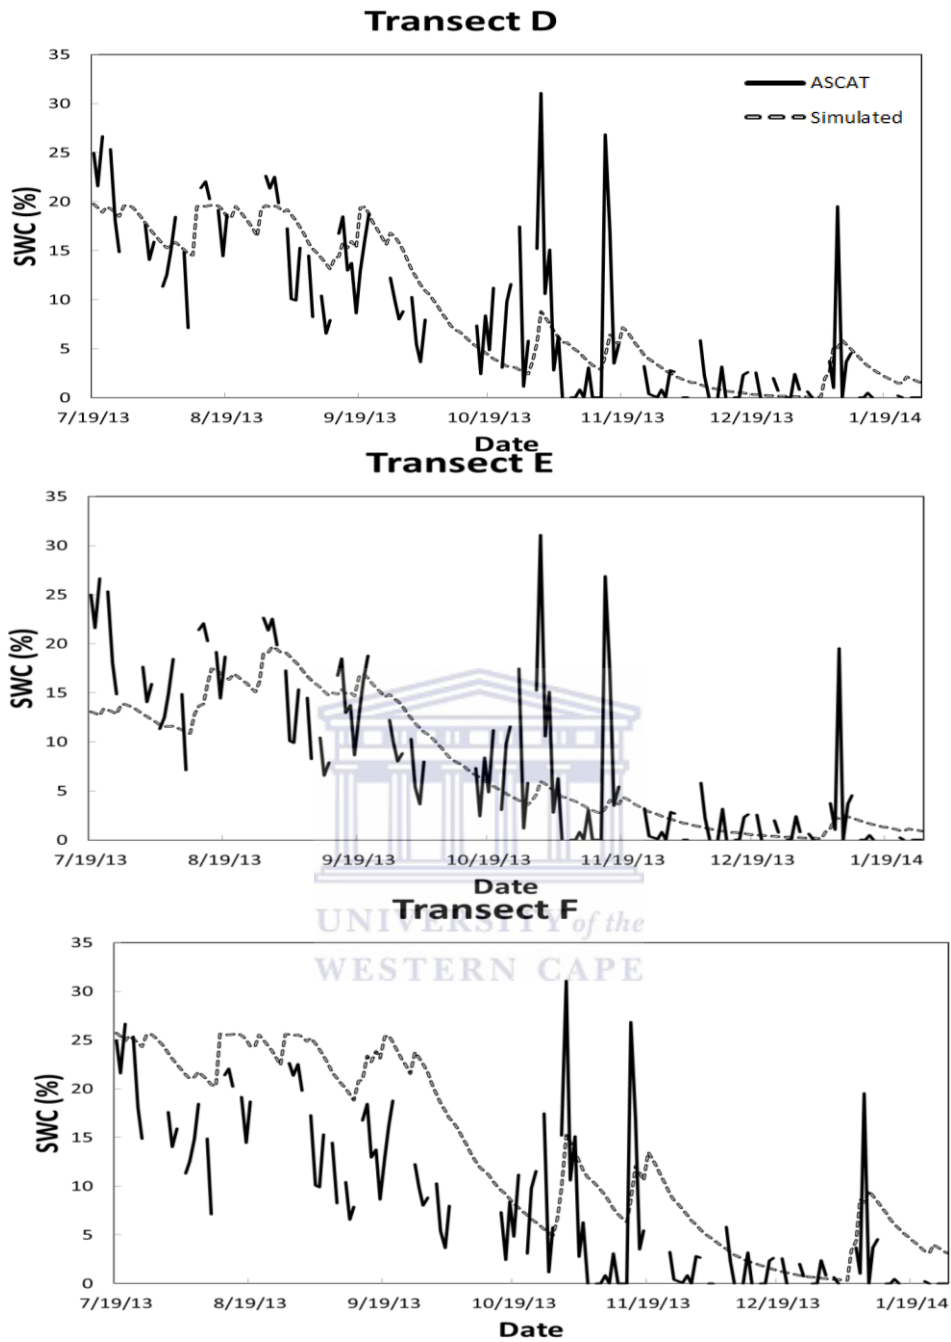 Transect D
35
ASCAT
30
Simulated
25
20
SWC (%)
15
10
5
0
7/19/13 8/19/13 9/19/13 10/19/13 11/19/13 12/19/13 1/19/14
Date
Transect E
35
30
25
20
SWC (%)
15
10
5
0
7/19/13 8/19/13 9/19/13 10/19/13 11/19/13 12/19/13 1/19/14
Date
Transect F
UNIVERSITY of the
WESTERN CAPE
35
30
25
20
SWC (%)
15
10
5
0
7/19/13 8/19/13 9/19/13 10/19/13 11/19/13 12/19/13 1/19/14
Date